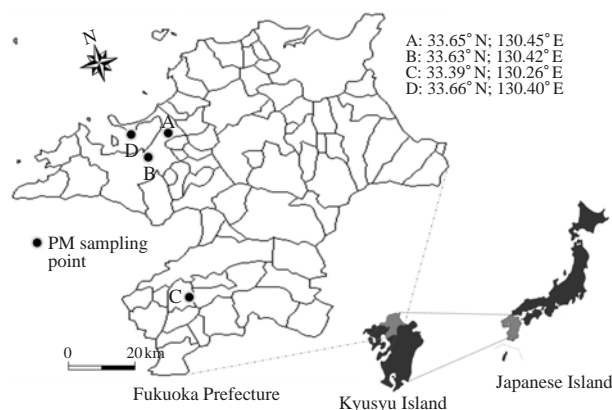 N
A: 33.65° N; 130.45° E
B: 33.63° N; 130.42° E
C: 33.39° N; 130.26° E
D: 33.66° N; 130.40° E
A
D
B
PM sampling
point
C
0 20 km
Fukuoka Prefecture
Kyusyu Island
Japanese Island